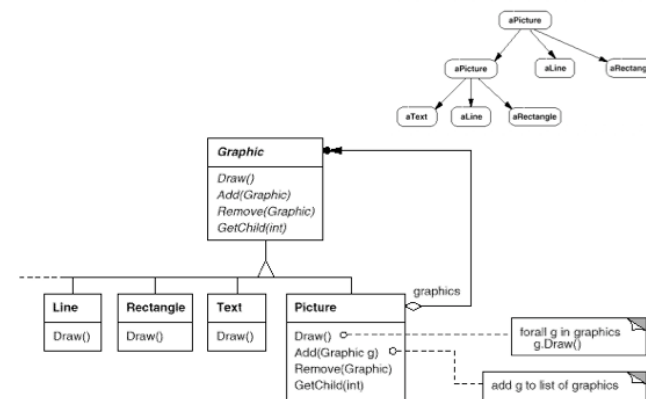 aPicture
aPicture
aLine
aRectangl
aText
aLine
aRectangle
Graphic
Draw()
Add(Graphic)
Remove(Graphic)
GetChild(int)
graphics
Line
Draw()
Rectangle
Draw()
Text
Draw()
Picture
Draw()
Add(Graphic g)
Remove(Graphic)
GetChild(int)
forall g in graphics
g.Draw()
add g to list of graphics